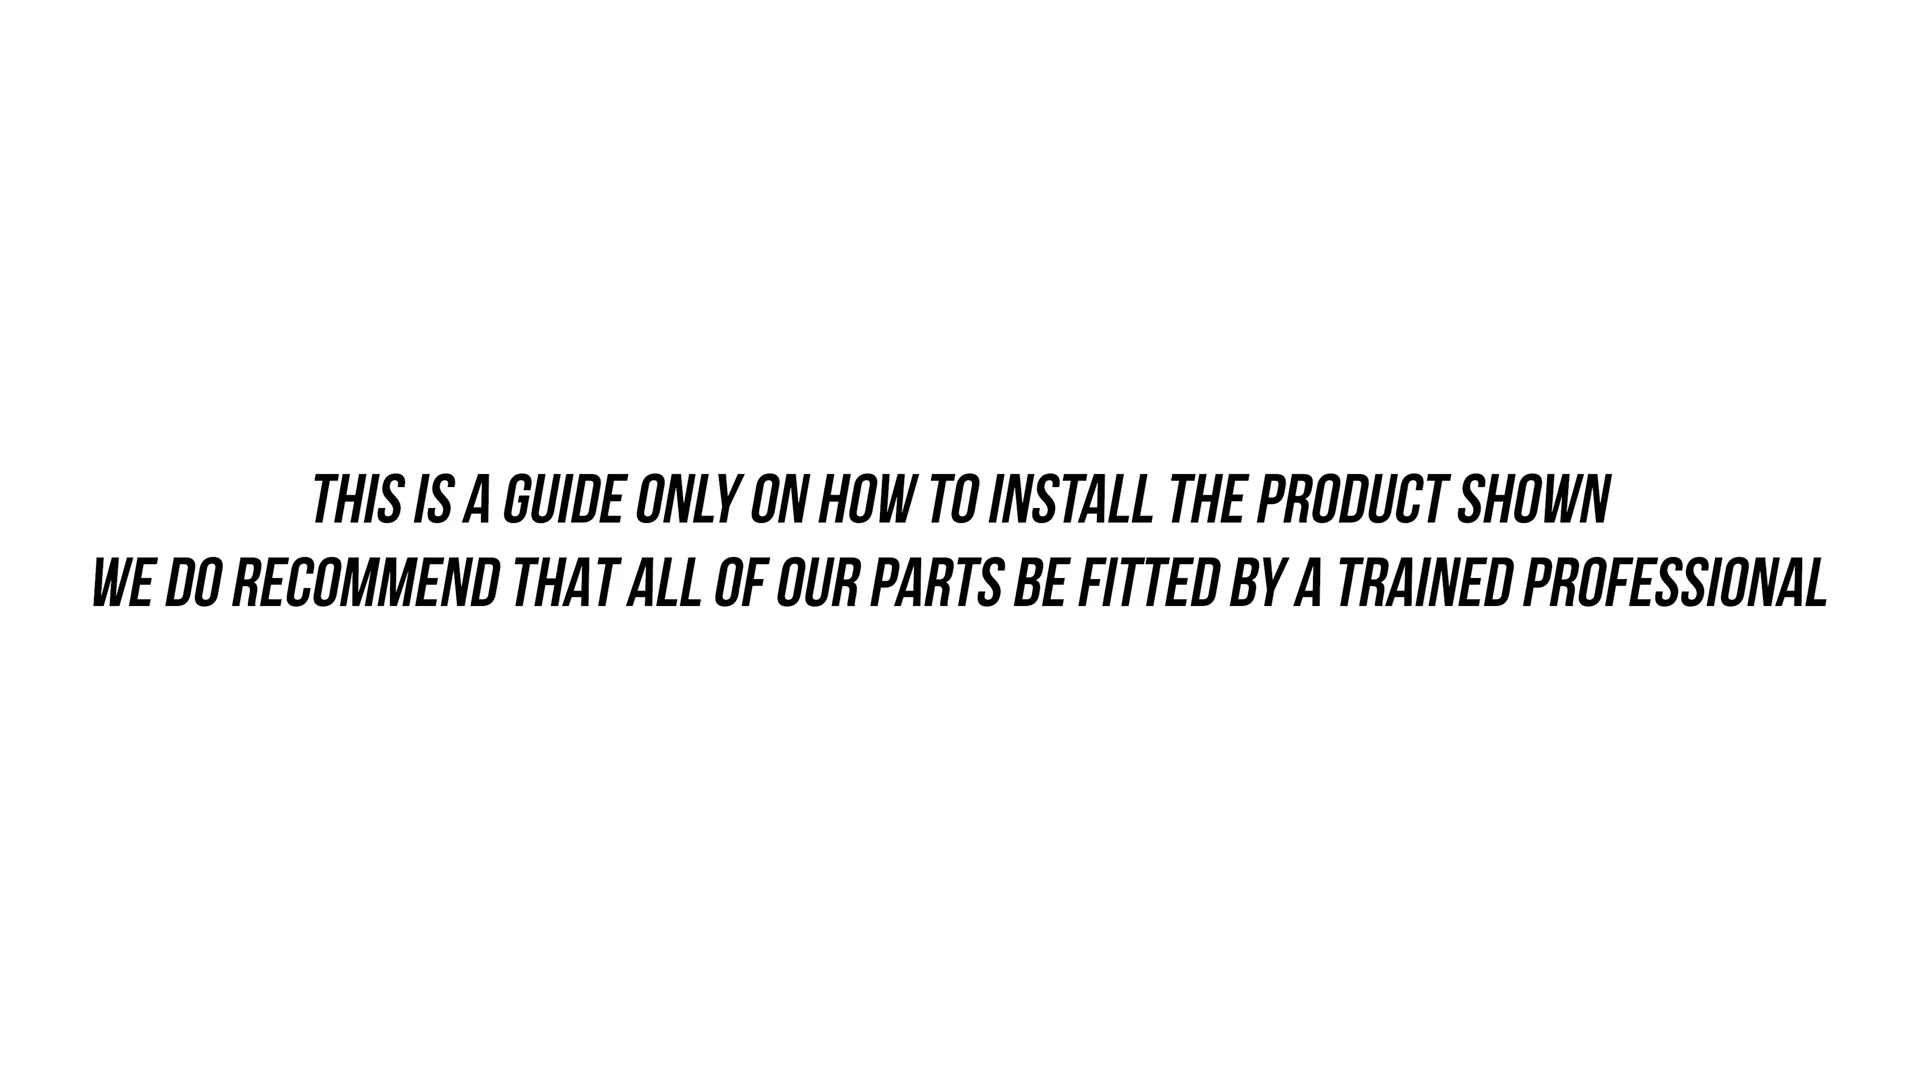 THIS IS A GUIDE ONLY ON HOW TO INSTALL THE PRODUCT SHOWN
WE DO RECOMMEND THAT ALL OF OUR PARTS BE FITTED BY A TRAINED PROFESSIONAL